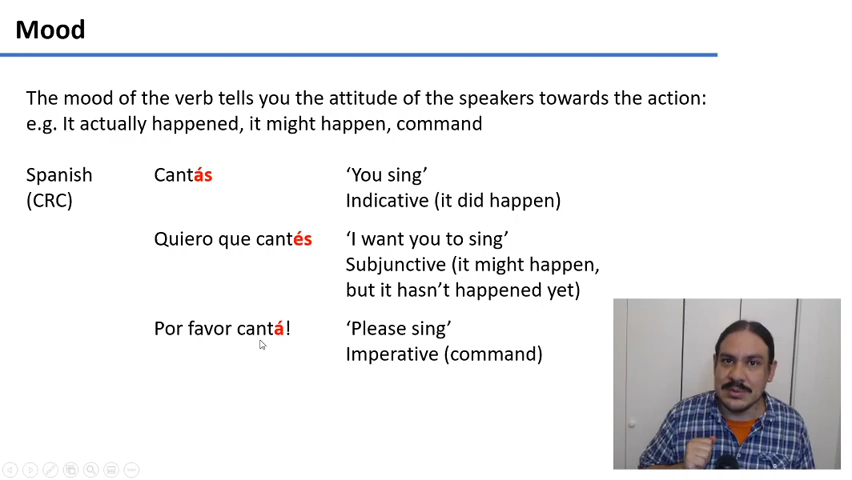 Mood
The mood of the verb tells you the attitude of the speakers towards the action:
e.g. It actually happened, it might happen, command
Spanish
(CRC)
Cantás
‘You sing’
Indicative (it did happen)
Quiero que cantés
‘I want you to sing’
Subjunctive (it might happen,
but it hasn’t happened yet)
Por favor cantá!
‘Please sing’
Imperative (command)